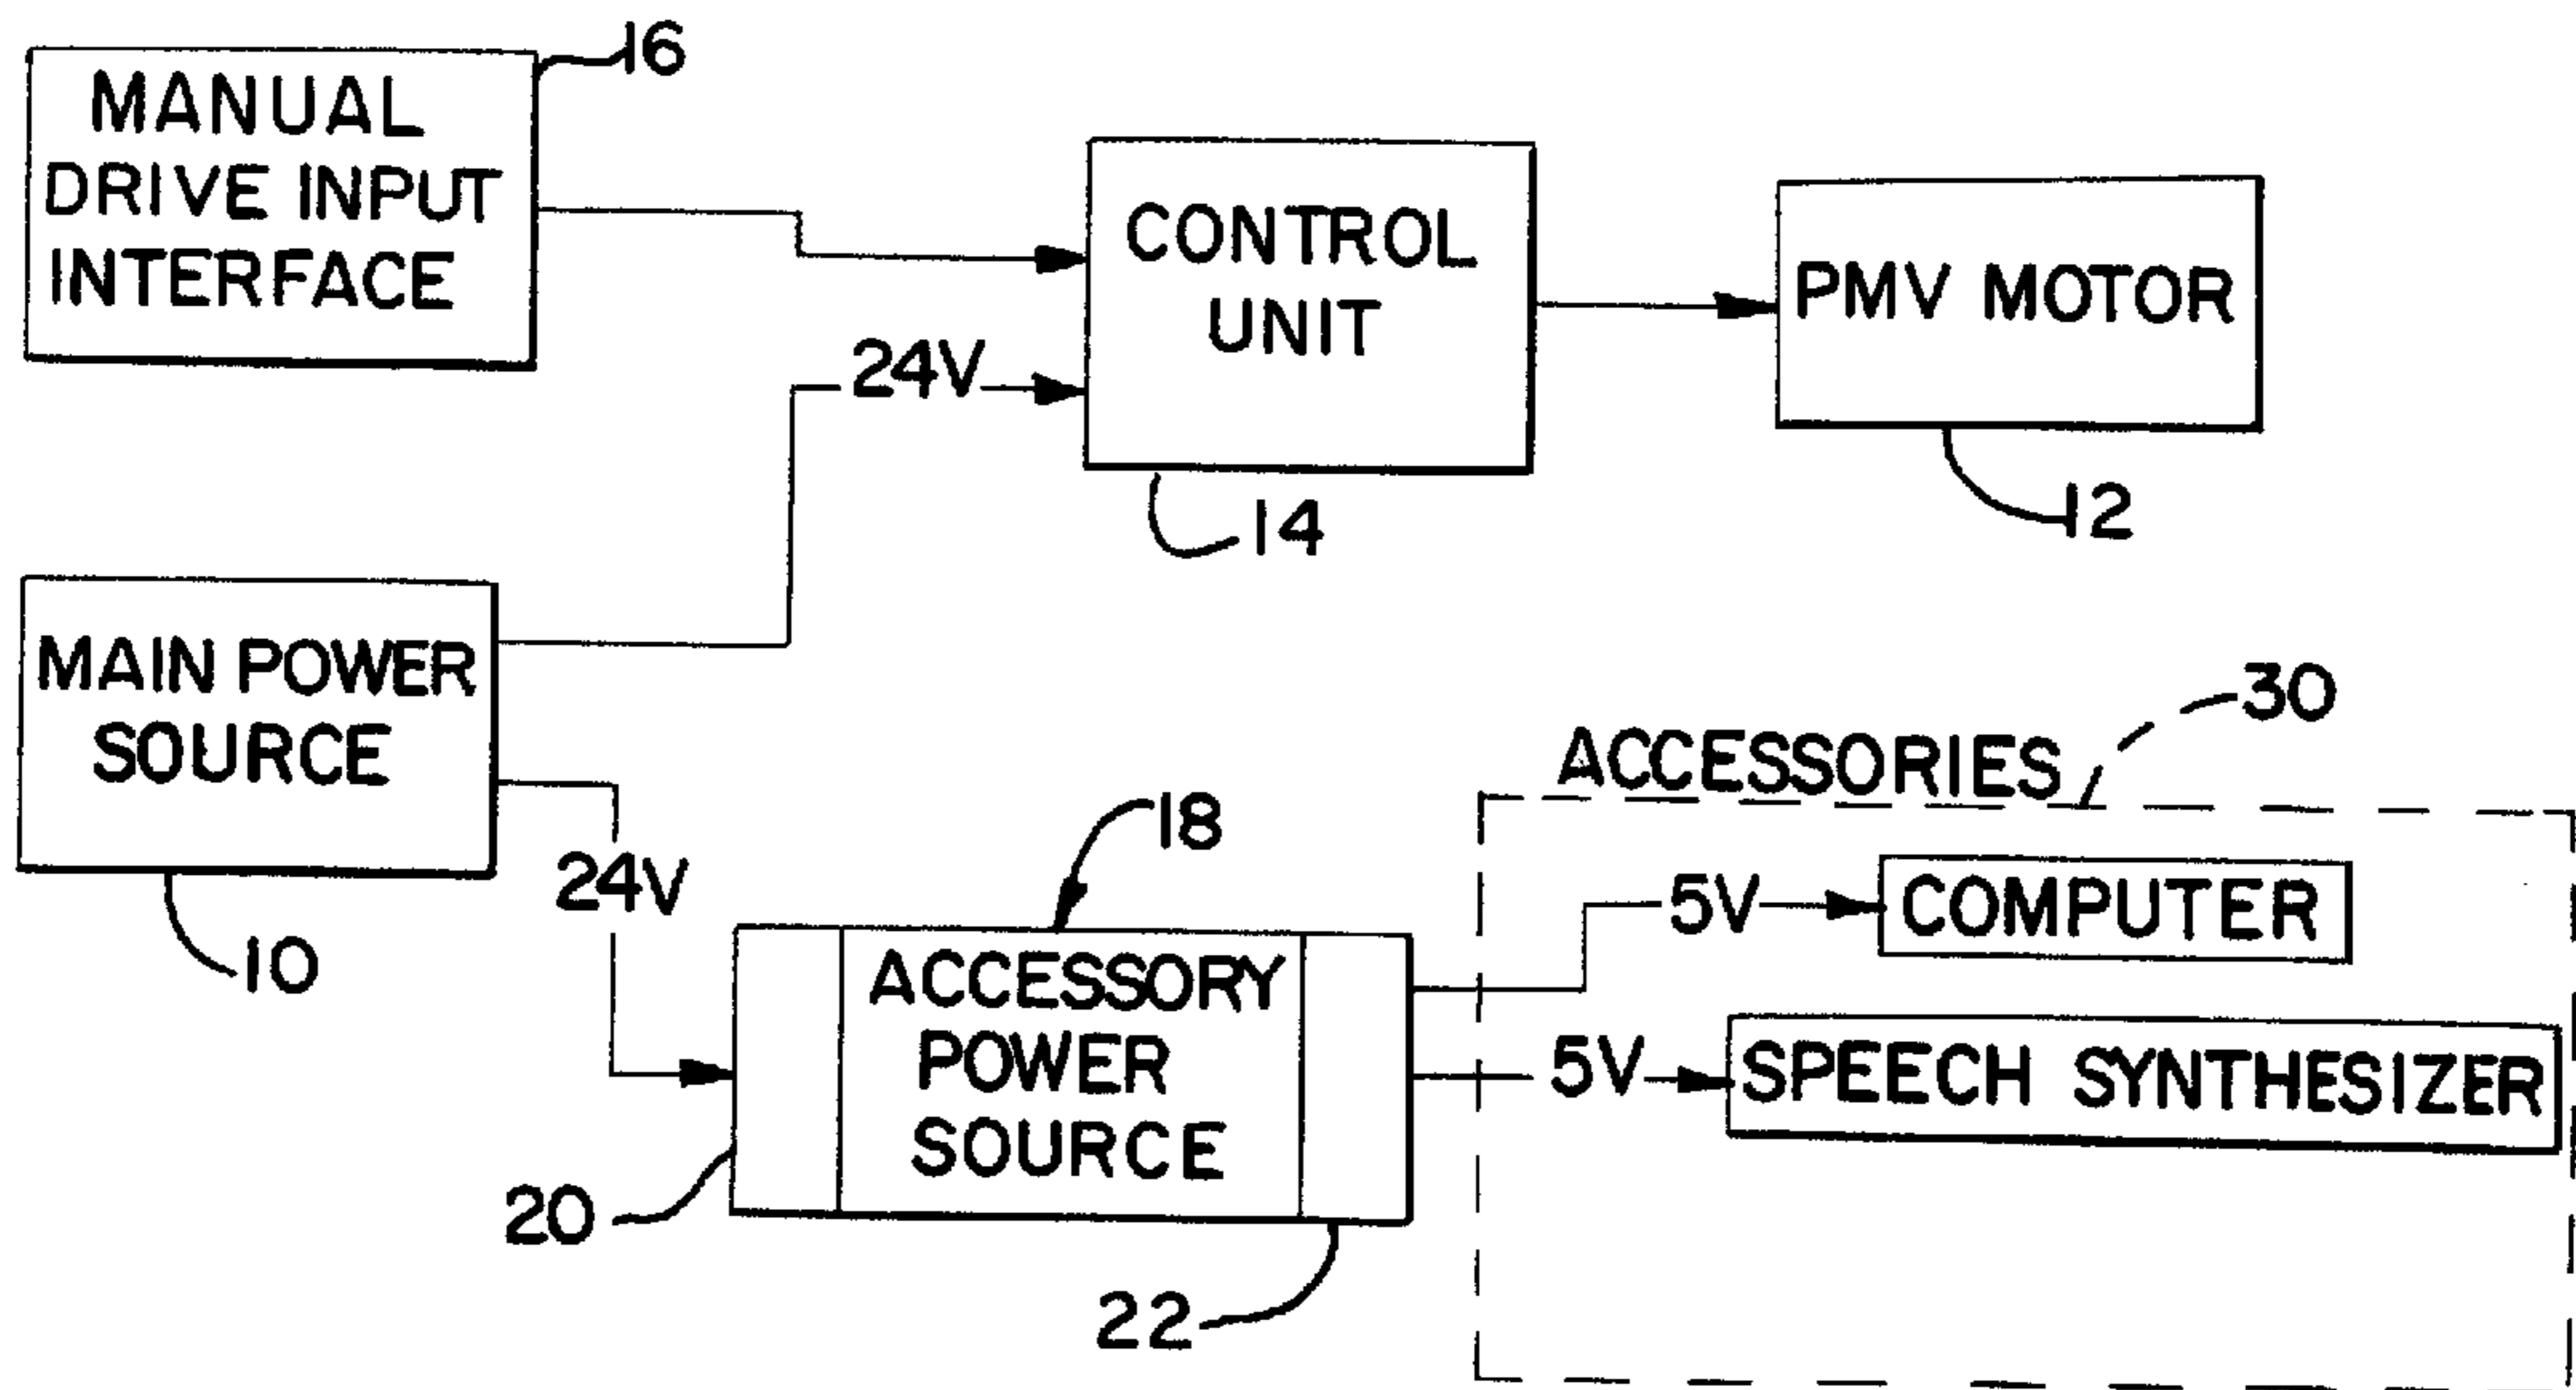 16
MANUAL
DRIVE INPUT
INTERFACE
CONTROL
UNIT
PMV MOTOR
24V
14
12
MAIN POWER
SOURCE
10
24V
30
ACCESSORIES
18
5V
COMPUTER
ACCESSORY
POWER
SOURCE
5V
SPEECH SYNTHESIZER
20
22